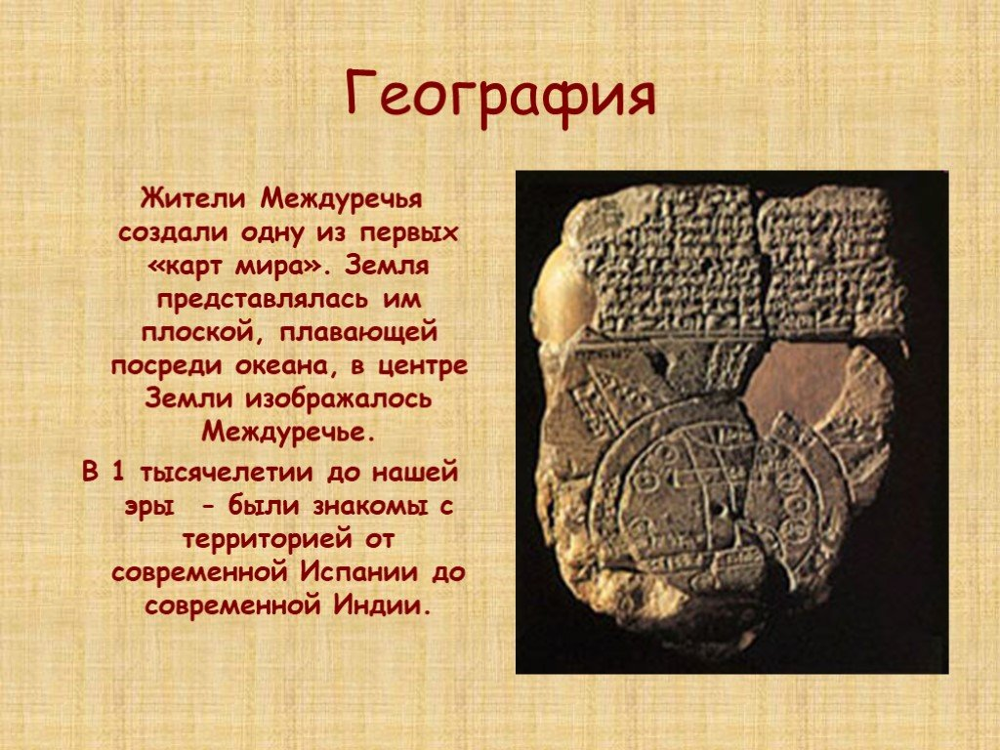 География
Жители Междуречья
создали одну из первых
«карт мира». Земля
представлялась им
плоской, плавающей
посреди океана, в центре
Земли изображалось
Междуречье.
В 1 тысячелетии до нашей
эры - были знакомы с
территорией от
современной Испании до
современной Индии.